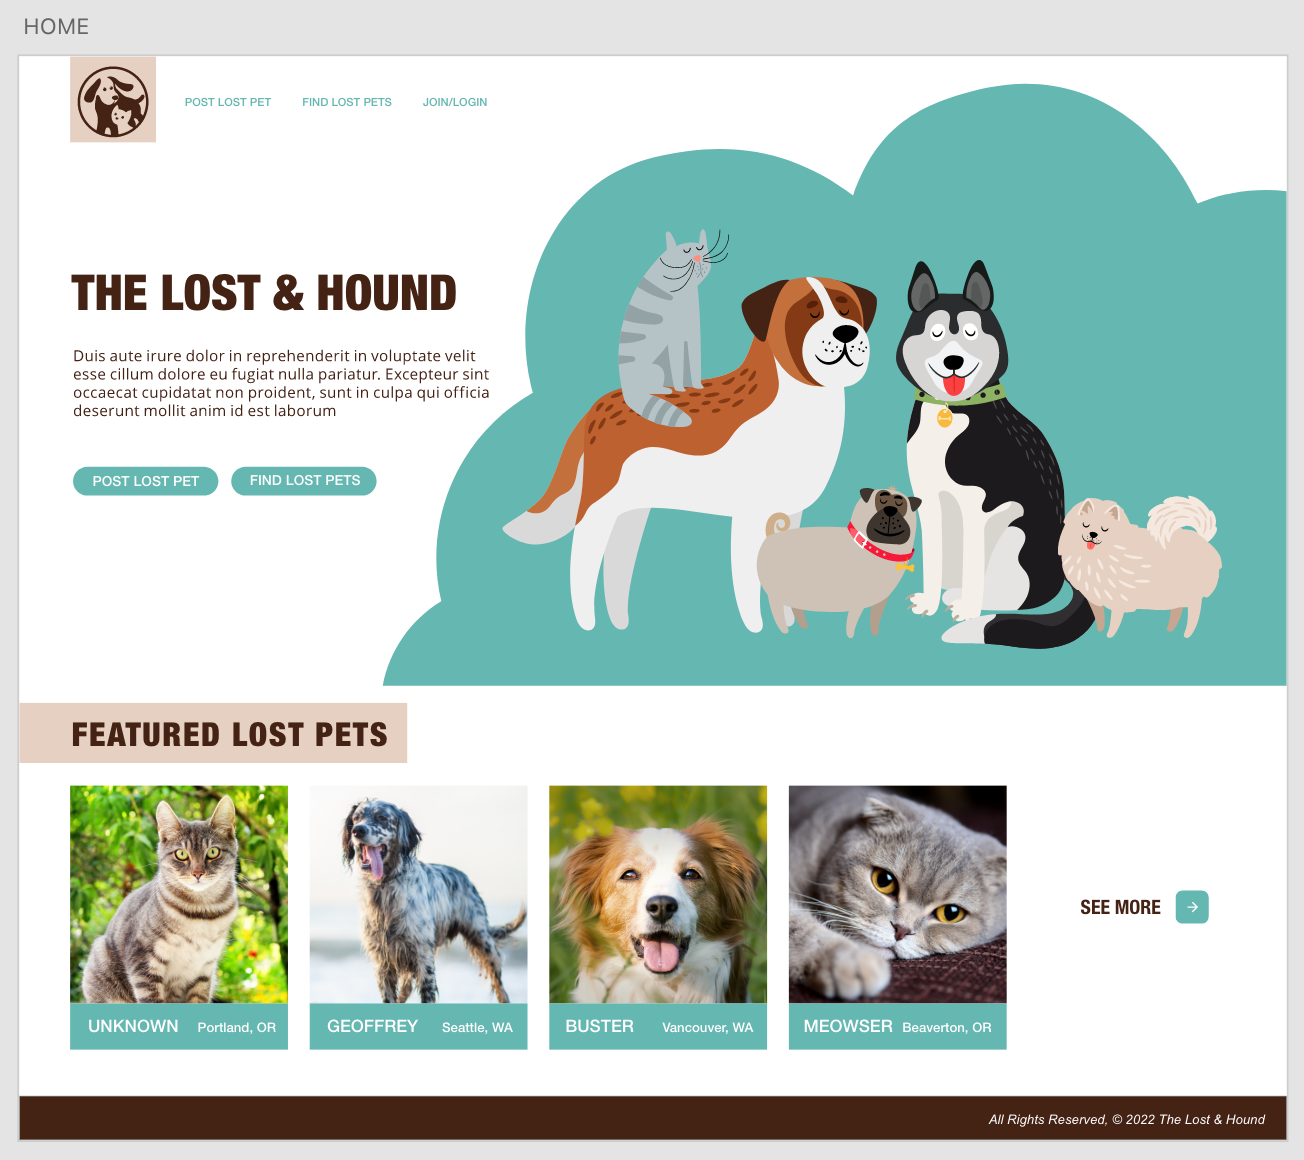 HOME
POST LOST PET
FIND LOST PETS
JOIN/LOGIN
THE LOST & HOUND
Duis aute irure dolor in reprehenderit in voluptate velit
esse cillum dolore eu fugiat nulla pariatur. Excepteur sint
occaecat cupidatat non proident, sunt in culpa qui officia
deserunt mollit anim id est laborum
POST LOST PET
FIND LOST PETS
FEATURED LOST PETS
UNKNOWN Portland, OR
GEOFFREY Seattle, WA
BUSTER Vancouver, WA
MEOWSER Beaverton, OR
SEE MORE
All Rights Reserved, © 2022 The Lost & Hound